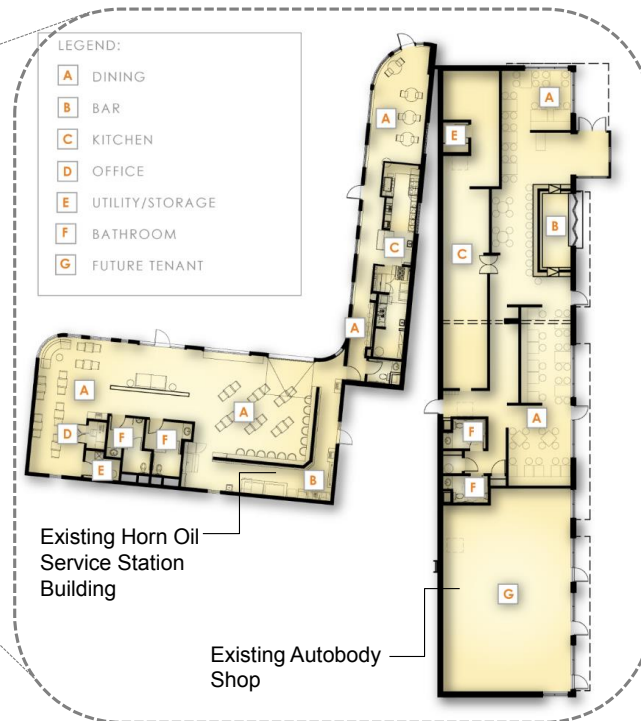 LEGEND:
A DINING
B BAR
C KITCHEN
D OFFICE
E UTILITY/STORAGE
F BATHROOM
G FUTURE TENANT
A
A
E
B
C
C
A
A
A
A
D
F
F
F
E
B
F
G
Existing Horn Oil
Service Station
Building
Existing Autobody
Shop